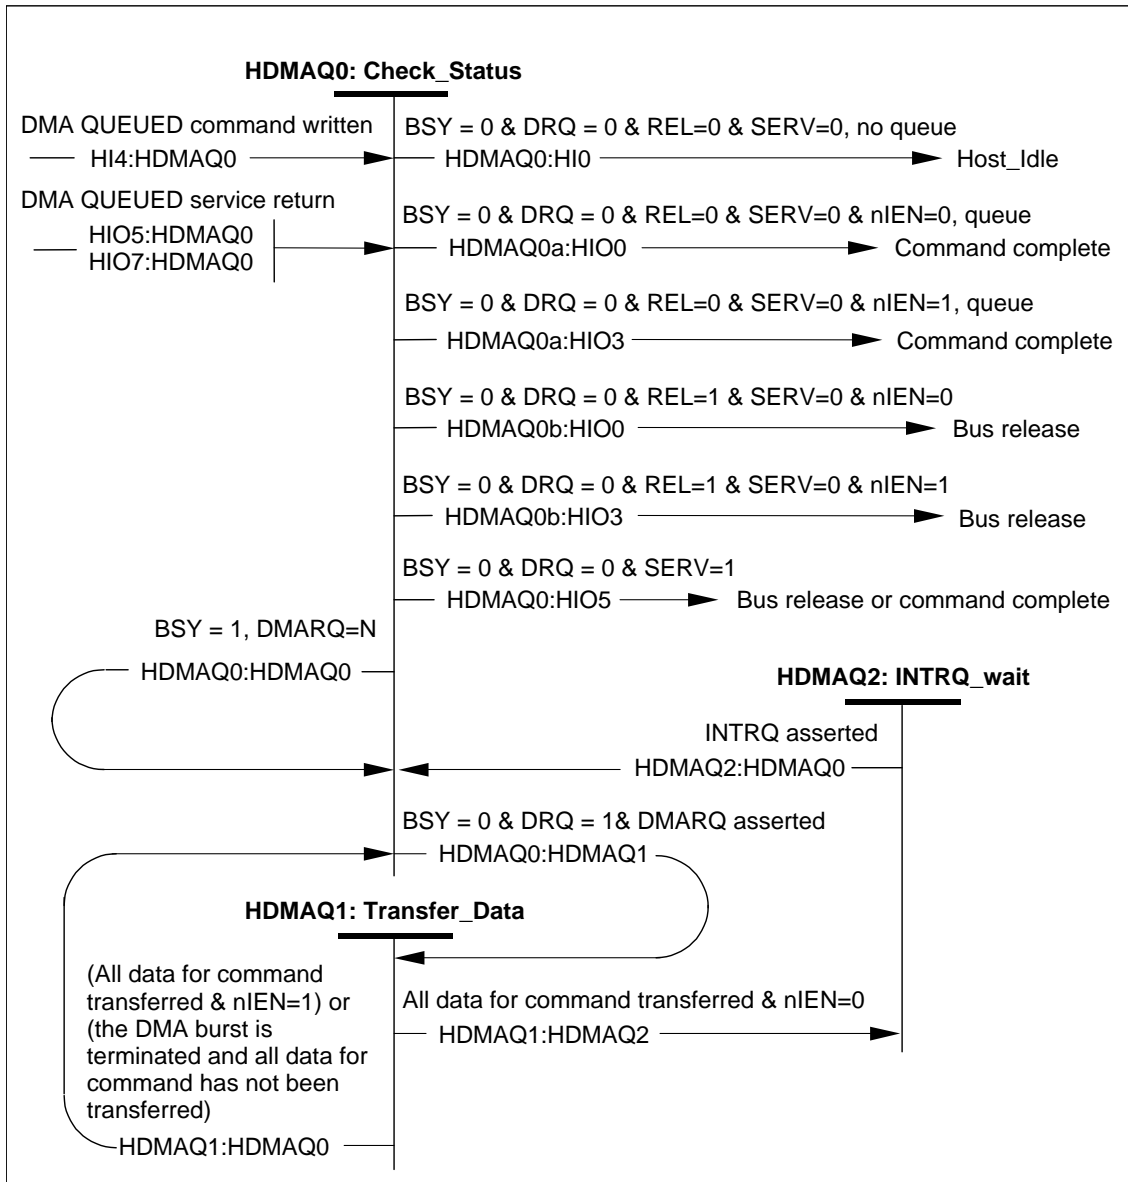 HDMAQ0: Check_Status
DMA QUEUED command written
HI4:HDMAQ0
BSY = 0 & DRQ = 0 & REL=0 & SERV=0, no queue
HDMAQ0:HI0
Host_Idle
DMA QUEUED service return
HIO5:HDMAQ0
HIO7:HDMAQ0
BSY = 0 & DRQ = 0 & REL=0 & SERV=0 & nIEN=0, queue
HDMAQ0a:HIO0
Command complete
BSY = 0 & DRQ = 0 & REL=0 & SERV=0 & nIEN=1, queue
HDMAQ0a:HIO3
Command complete
BSY = 0 & DRQ = 0 & REL=1 & SERV=0 & nIEN=0
HDMAQ0b:HIO0
Bus release
BSY = 0 & DRQ = 0 & REL=1 & SERV=0 & nIEN=1
HDMAQ0b:HIO3
Bus release
BSY = 0 & DRQ = 0 & SERV=1
HDMAQ0:HIO5
Bus release or command complete
BSY = 1, DMARQ=N
HDMAQ0:HDMAQ0
HDMAQ2: INTRQ_wait
INTRQ asserted
HDMAQ2:HDMAQ0
BSY = 0 & DRQ = 1& DMARQ asserted
HDMAQ0:HDMAQ1
HDMAQ1: Transfer_Data
(All data for command
transferred & nIEN=1) or
(the DMA burst is
terminated and all data for
command has not been
transferred)
HDMAQ1:HDMAQ0
All data for command transferred & nIEN=0
HDMAQ1:HDMAQ2